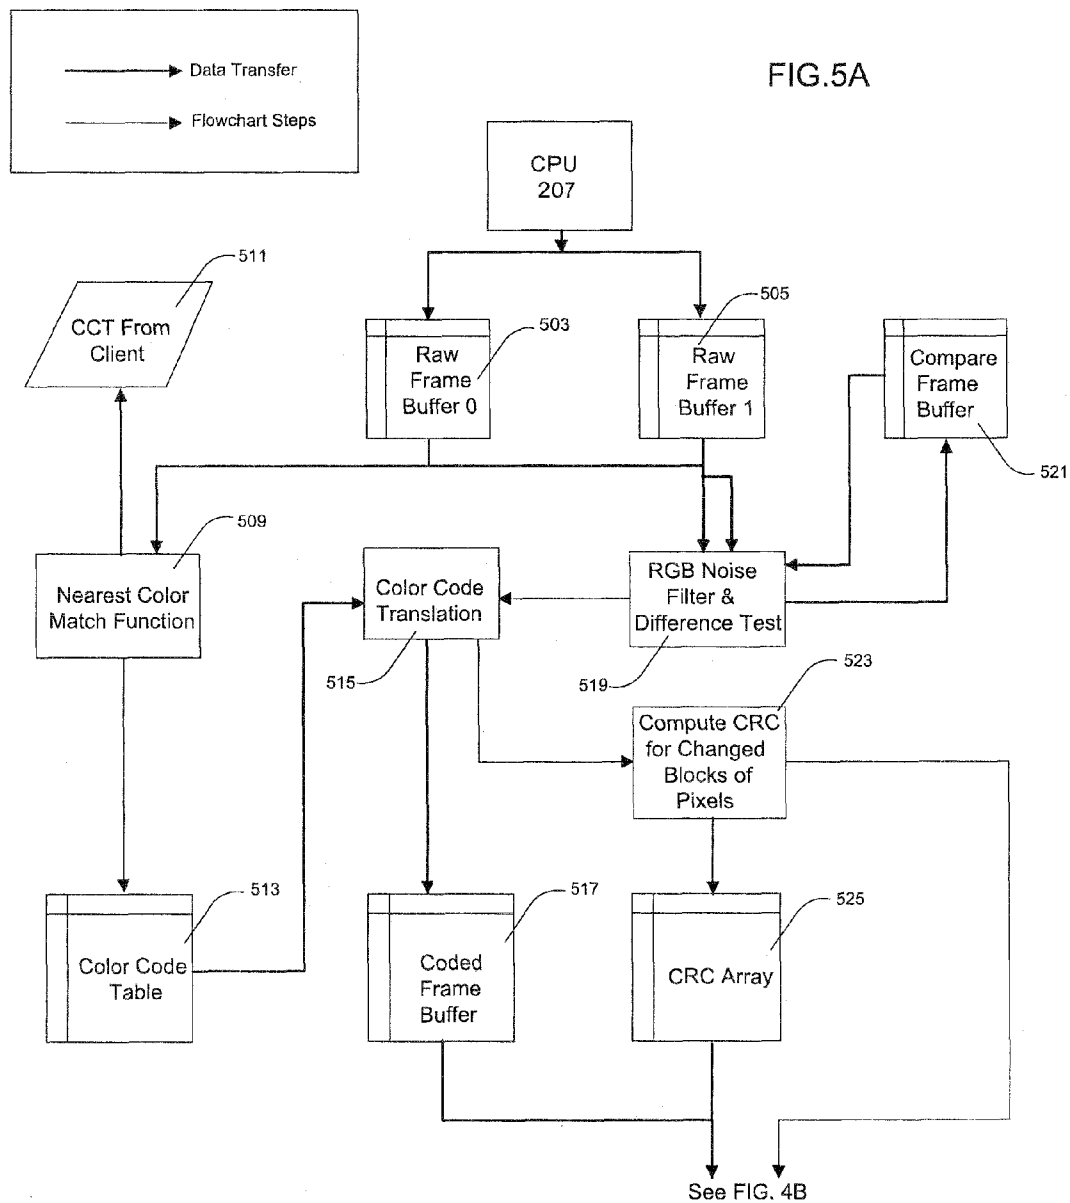 Data Transfer
Flowchart Steps
FIG.5A
CPU
207
511
CCT From
Client
503
Raw
Frame
Buffer 0
505
Raw
Frame
Buffer 1
Compare
Frame
Buffer
521
509
Nearest Color
Match Function
Color Code
Translation
515
RGB Noise
Filter &
Difference Test
519
523
Compute CRC
for Changed
Blocks of
Pixels
513
Color Code
Table
517
Coded
Frame
Buffer
525
CRC Array
See FIG. 4B